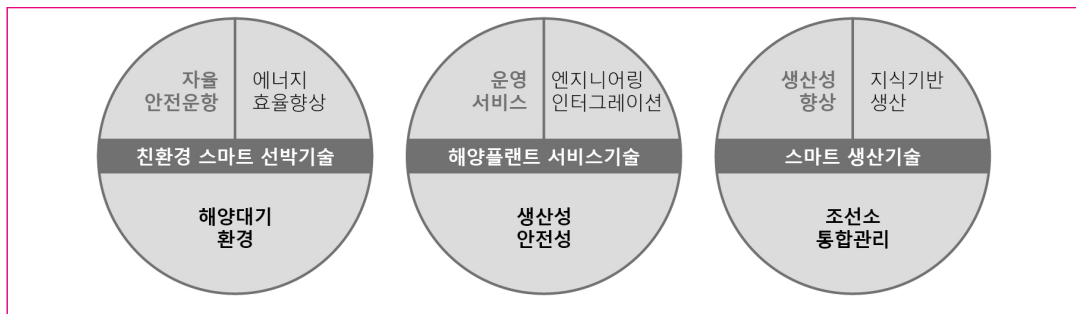 자율
안전운항
에너지
효율향상
친환경 스마트 선박기술
해양대기
환경
운영
서비스
엔지니어링
인터그레이션
해양플랜트 서비스기술
생산성
안전성
생산성
향상
지식기반
생산
스마트 생산기술
조선소
통합관리